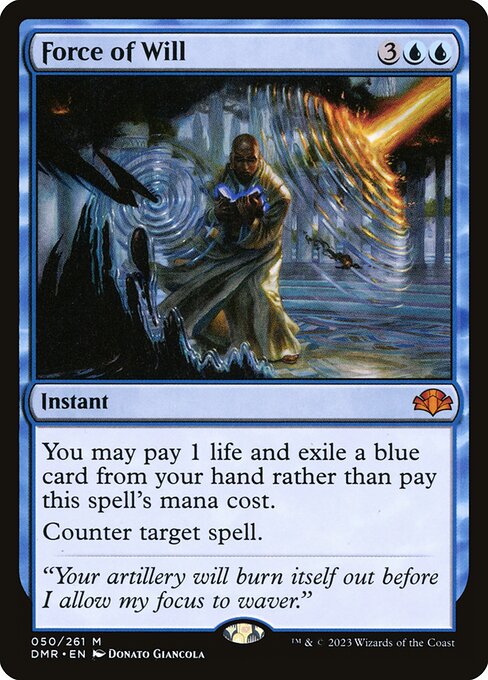 Force of Will 3
Instant
You may pay 1 life and exile a blue
card from your hand rather than pay
this spell's mana cost.
Counter target spell.
“Your artillery will burn itself out before
I allow my focus to waver.”
050/261 M
™ & © 2023 Wizards of the Coast
DMR • EN Donato Giancola